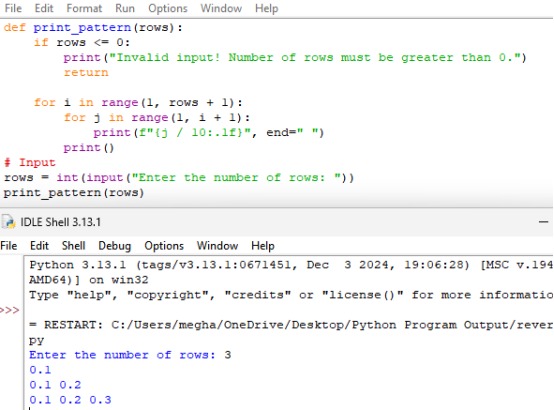 File Edit Format Run Options Window Help
def print_pattern(rows):
    if rows <= 0:
        print("Invalid input! Number of rows must be greater than 0.")
        return
    for i in range(1, rows + 1):
        for j in range(1, i + 1):
            print(f"{j / 10:.1f}", end=" ")
        print()
# Input
rows = int(input("Enter the number of rows: "))
print_pattern(rows)
IDLE Shell 3.13.1
File Edit Shell Debug Options Window Help
Python 3.13.1 (tags/v3.13.1:0671451, Dec  3 2024, 19:06:28) [MSC v.194
AMD64)] on win32
Type "help", "copyright", "credits" or "license()" for more informatio
>>>
= RESTART: C:/Users/megha/OneDrive/Desktop/Python Program Output/rever
py
Enter the number of rows: 3
0.1
0.1 0.2
0.1 0.2 0.3